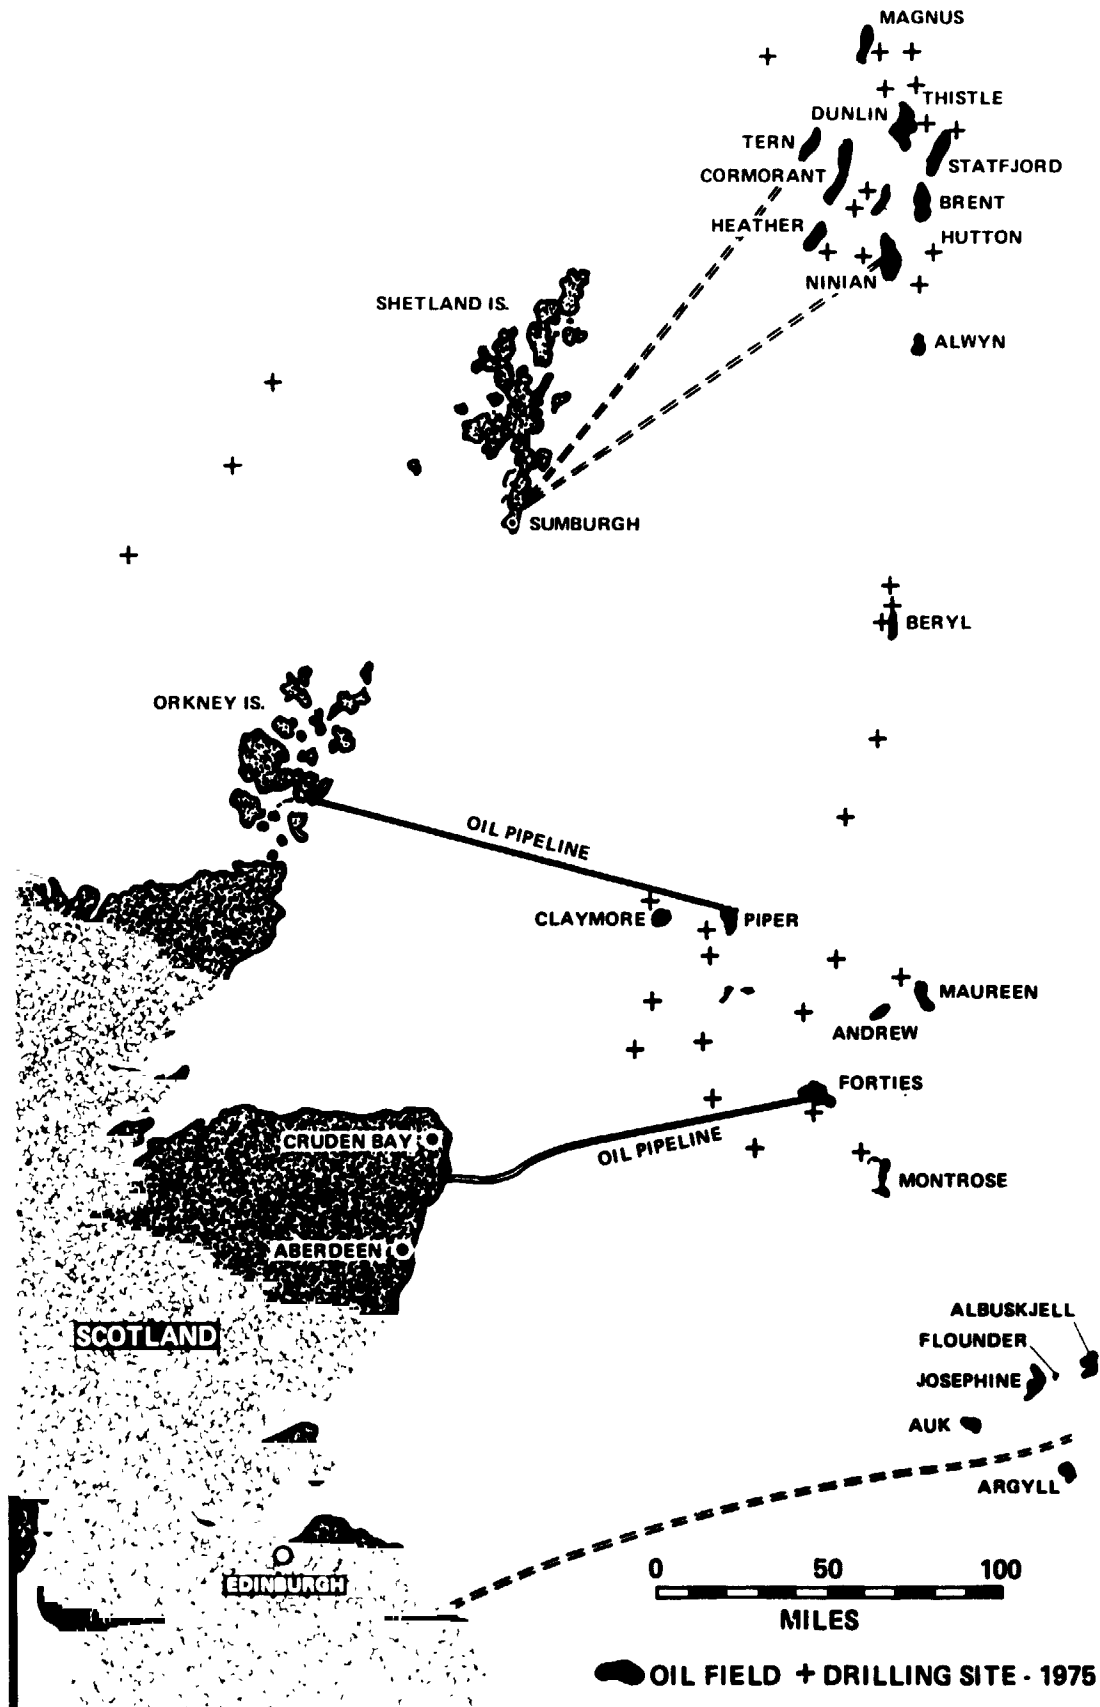 MAGNUS
THISTLE
DUNLIN
TERN
STATFJORD
CORMORANT
BRENT
HEATHER
HUTTON
NINIAN
SHETLAND IS.
ALWYN
SUMBURGH
BERYL
ORKNEY IS.
OIL PIPELINE
CLAYMORE
PIPER
MAUREEN
ANDREW
FORTIES
CRUDEN BAY
OIL PIPELINE
MONTROSE
ABERDEEN
ALBUSKJELL
SCOTLAND
FLOUNDER
JOSEPHINE
AUK
ARGYLL
EDINBURGH
0 50 100
MILES
OIL FIELD + DRILLING SITE - 1975